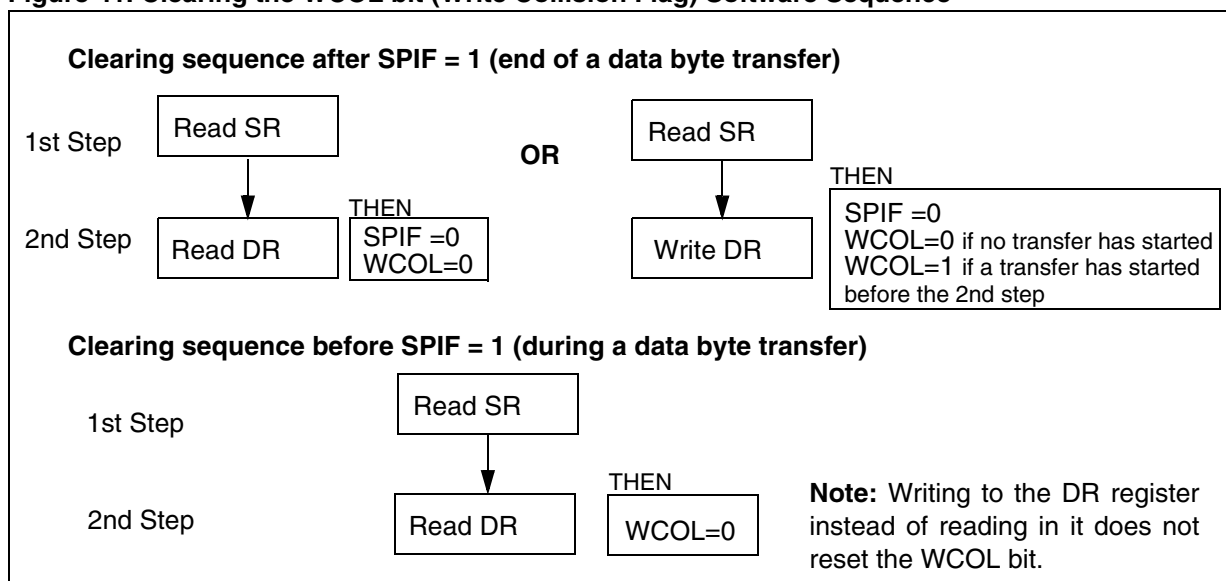 Figure Clearing the WCOL bit (Write Collision Flag) Software Sequence
Clearing sequence after SPIF = 1 (end of a data byte transfer)
1st Step
Read SR
OR
Read SR
2nd Step
Read DR
THEN
SPIF =0
WCOL=0
Write DR
THEN
SPIF =0
WCOL=0 if no transfer has started
WCOL=1 if a transfer has started
before the 2nd step
Clearing sequence before SPIF = 1 (during a data byte transfer)
1st Step
Read SR
2nd Step
Read DR
THEN
WCOL=0
Note: Writing to the DR register
instead of reading in it does not
reset the WCOL bit.